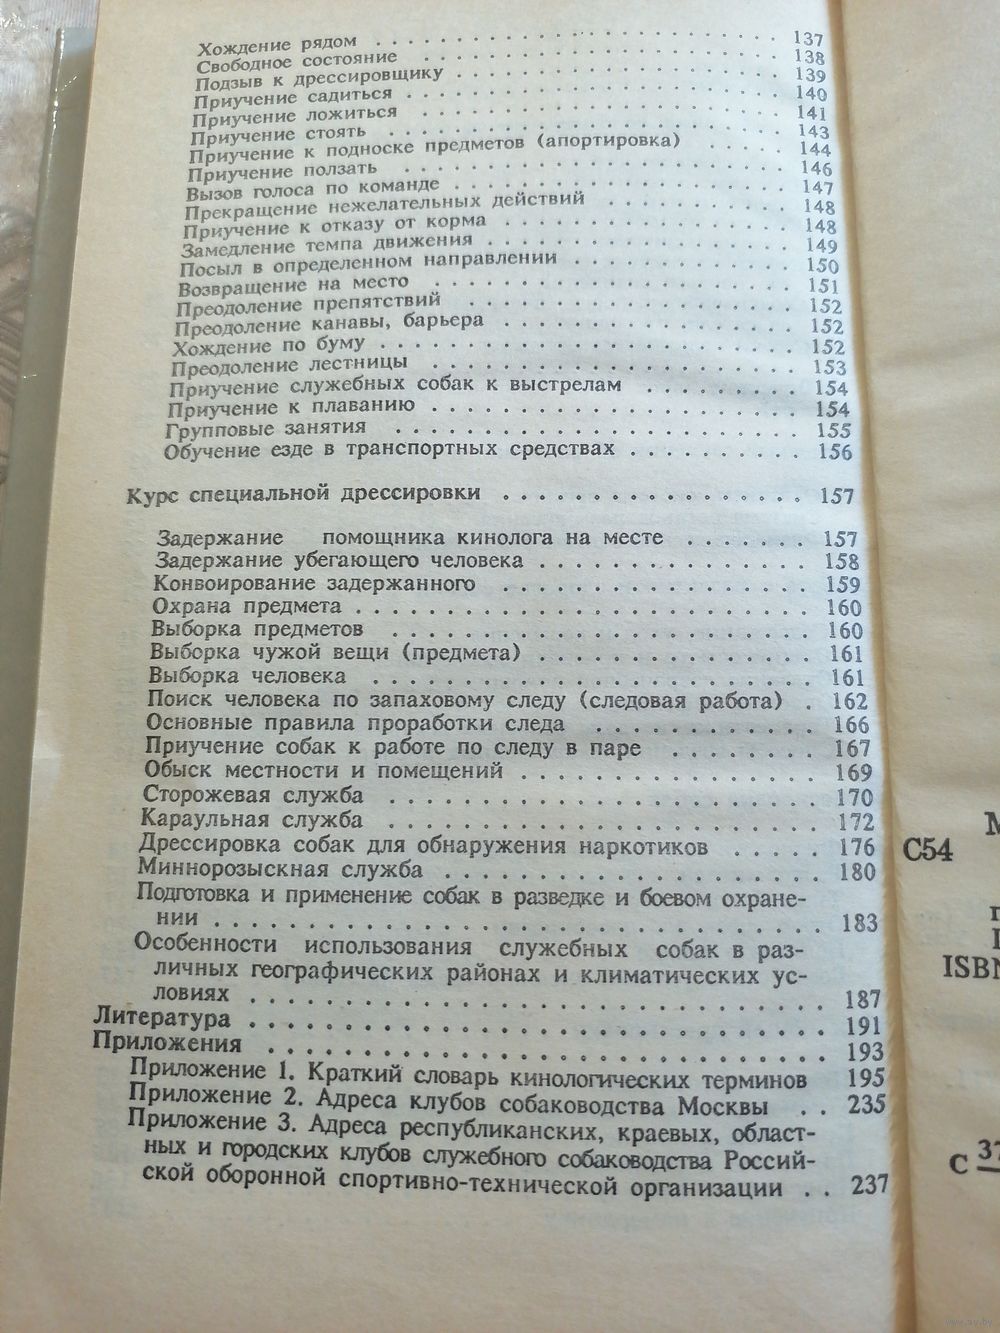 Хождение рядом . . . . . . . . . . . . . . . . . . . . . . 137
Свободное состояние . . . . . . . . . . . . . . . . . . . . 138
Подзыв к дрессировщику . . . . . . . . . . . . . . . . . . 139
Приучение садиться . . . . . . . . . . . . . . . . . . . . 140
Приучение ложиться . . . . . . . . . . . . . . . . . . . . 141
Приучение стоять . . . . . . . . . . . . . . . . . . . . . 143
Приучение к подноске предметов (апортировка) . . . . . 144
Приучение ползать . . . . . . . . . . . . . . . . . . . . 146
Вызов голоса по команде . . . . . . . . . . . . . . . . . 147
Прекращение нежелательных действий . . . . . . . . . . 148
Приучение к отказу от корма . . . . . . . . . . . . . . . 148
Замедление темпа движения . . . . . . . . . . . . . . . . 149
Посыл в определенном направлении . . . . . . . . . . . 150
Возвращение на место . . . . . . . . . . . . . . . . . . 151
Преодоление препятствий . . . . . . . . . . . . . . . . 152
Преодоление канавы, барьера . . . . . . . . . . . . . . 152
Хождение по буму . . . . . . . . . . . . . . . . . . . . 152
Преодоление лестницы . . . . . . . . . . . . . . . . . . 153
Приучение служебных собак к выстрелам . . . . . . . . 154
Приучение к плаванию . . . . . . . . . . . . . . . . . . 154
Групповые занятия . . . . . . . . . . . . . . . . . . . . 155
Обучение езде в транспортных средствах . . . . . . . . . 156
Курс специальной дрессировки . . . . . . . . . . . . . . . . 157
Задержание помощника кинолога на месте . . . . . . . 157
Задержание убегающего человека . . . . . . . . . . . . . 158
Конвоирование задержанного . . . . . . . . . . . . . . . 159
Охрана предмета . . . . . . . . . . . . . . . . . . . . . 160
Выборка предметов . . . . . . . . . . . . . . . . . . . . 160
Выборка чужой вещи (предмета) . . . . . . . . . . . . . 161
Выборка человека . . . . . . . . . . . . . . . . . . . . 161
Поиск человека по запаховому следу (следовая работа) . 162
Основные правила проработки следа . . . . . . . . . . . 166
Приучение собак к работе по следу в паре . . . . . . . 167
Обыск местности и помещений . . . . . . . . . . . . . . 169
Сторожевая служба . . . . . . . . . . . . . . . . . . . . 170
Караульная служба . . . . . . . . . . . . . . . . . . . . 172
Дрессировка собак для обнаружения наркотиков . . . . . 176
Миннорозыскная служба . . . . . . . . . . . . . . . . . 180
Подготовка и применение собак в разведке и боевом охране-
нии . . . . . . . . . . . . . . . . . . . . . . . . . . . . 183
Особенности использования служебных собак в раз-
личных географических районах и климатических ус-
ловиях . . . . . . . . . . . . . . . . . . . . . . . . . . 187
Литература . . . . . . . . . . . . . . . . . . . . . . . . . 191
Приложения . . . . . . . . . . . . . . . . . . . . . . . . . 193
Приложение 1. Краткий словарь кинологических терминов 195
Приложение 2. Адреса клубов собаководства Москвы . . 235
Приложение 3. Адреса республиканских, краевых, област-
ных и городских клубов служебного собаководства Россий-
ской оборонной спортивно-технической организации . . 237
С54
ISBN
С 37
www.ay.by